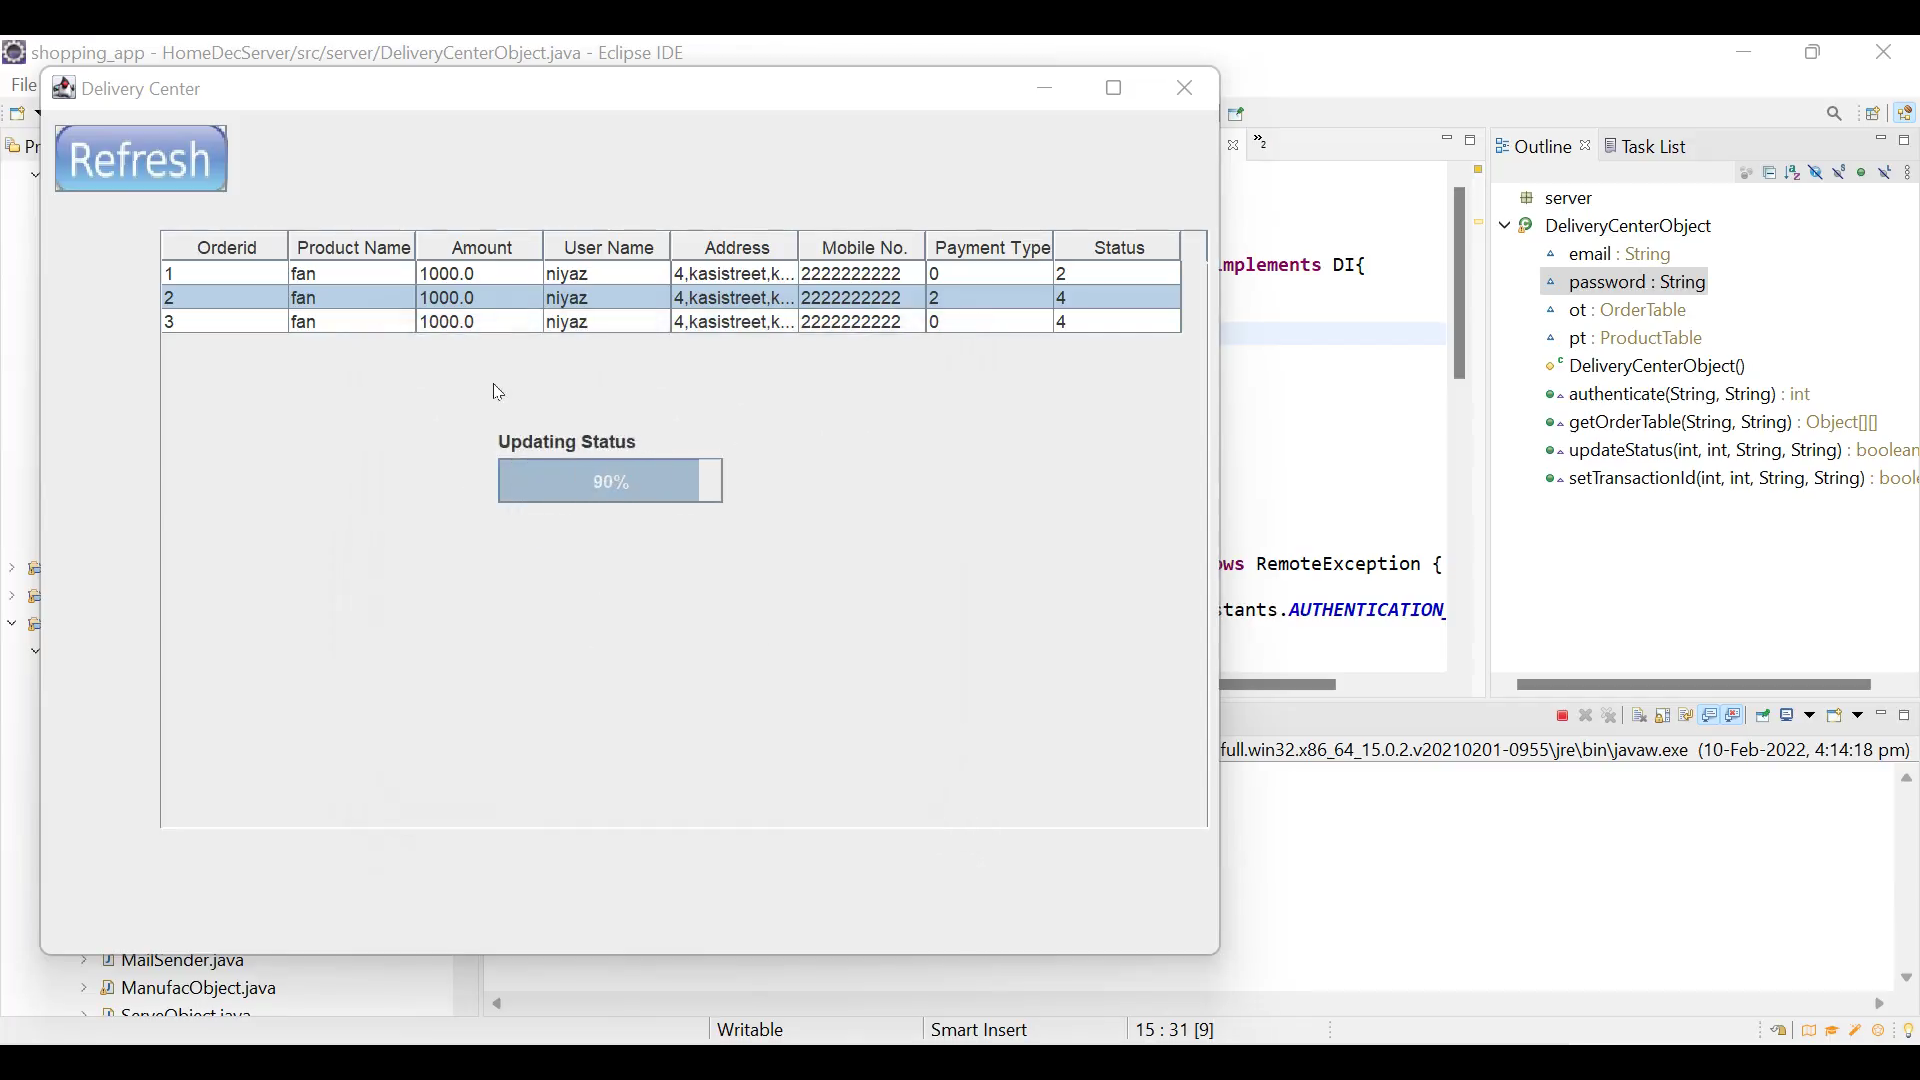 shopping_app - HomeDecServer/src/server/DeliveryCenterObject.java - Eclipse IDE
File
Delivery Center
Refresh
Orderid Product Name Amount User Name Address Mobile No. Payment Type Status
1 fan 1000.0 niyaz 4,kasistreet,k... 2222222222 0 2
2 fan 1000.0 niyaz 4,kasistreet,k... 2222222222 2 4
3 fan 1000.0 niyaz 4,kasistreet,k... 2222222222 0 4
Updating Status
90%
Outline Task List
server
DeliveryCenterObject
email : String
password : String
ot : OrderTable
pt : ProductTable
DeliveryCenterObject()
authenticate(String, String) : int
getOrderTable(String, String) : Object[][]
updateStatus(int, int, String, String) : boolean
setTransactionId(int, int, String, String) : boole
implements DI{
ows RemoteException {
stants.AUTHENTICATION_
full.win32.x86_64_15.0.2.v20210201-0955\jre\bin\javaw.exe (10-Feb-2022, 4:14:18 pm)
MailSender.java
ManufacObject.java
ServeObject.java
Writable Smart Insert 15 : 31 [9]